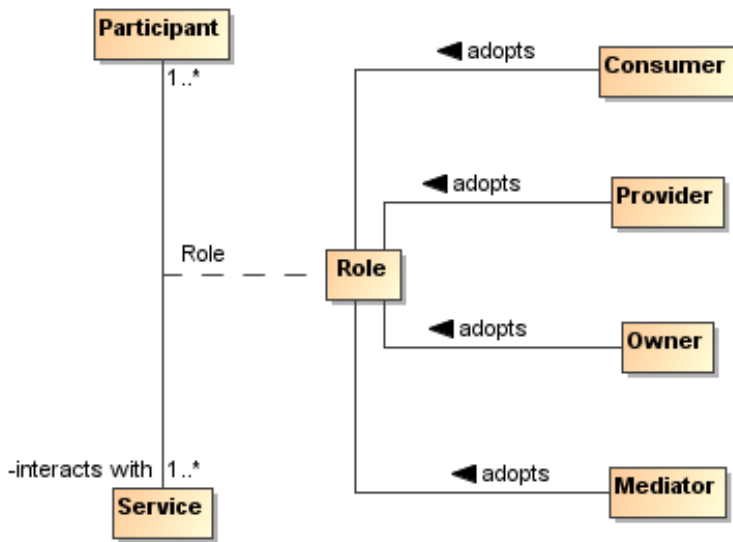 Participant
1..*
adopts
Consumer
adopts
Provider
Role
Role
adopts
Owner
-interacts with 1..*
adopts
Mediator
Service